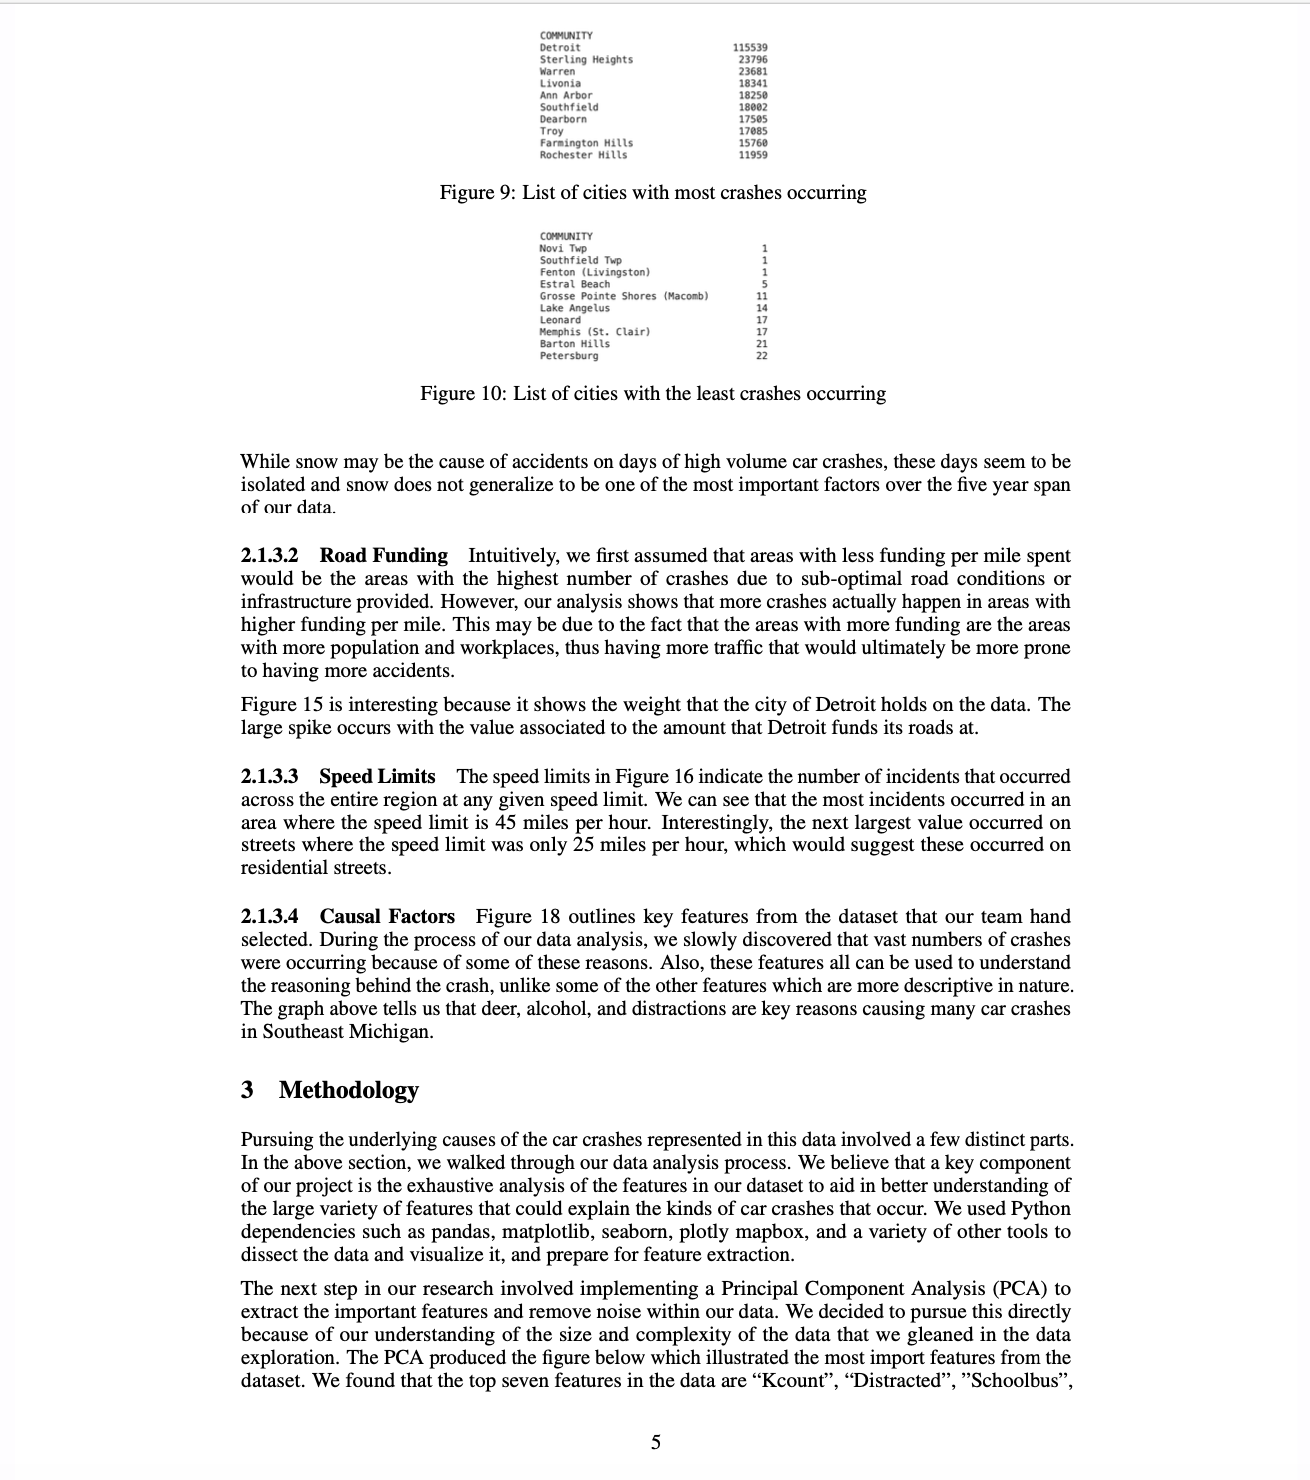 COMMUNITY
Detroit 115539
Sterling Heights 23796
Warren 23681
Livonia 18341
Ann Arbor 18250
Southfield 18002
Dearborn 17505
Troy 17085
Farmington Hills 15760
Rochester Hills 11959
Figure 9: List of cities with most crashes occurring
COMMUNITY
Novi Twp 1
Southfield Twp 1
Fenton (Livingston) 1
Estral Beach 5
Grosse Pointe Shores (Macomb) 11
Lake Angelus 14
Leonard 17
Memphis (St. Clair) 17
Barton Hills 21
Petersburg 22
Figure 10: List of cities with the least crashes occurring
While snow may be the cause of accidents on days of high volume car crashes, these days seem to be
isolated and snow does not generalize to be one of the most important factors over the five year span
of our data.
2.1.3.2 Road Funding Intuitively, we first assumed that areas with less funding per mile spent
would be the areas with the highest number of crashes due to sub-optimal road conditions or
infrastructure provided. However, our analysis shows that more crashes actually happen in areas with
higher funding per mile. This may be due to the fact that the areas with more funding are the areas
with more population and workplaces, thus having more traffic that would ultimately be more prone
to having more accidents.
Figure 15 is interesting because it shows the weight that the city of Detroit holds on the data. The
large spike occurs with the value associated to the amount that Detroit funds its roads at.
2.1.3.3 Speed Limits The speed limits in Figure 16 indicate the number of incidents that occurred
across the entire region at any given speed limit. We can see that the most incidents occurred in an
area where the speed limit is 45 miles per hour. Interestingly, the next largest value occurred on
streets where the speed limit was only 25 miles per hour, which would suggest these occurred on
residential streets.
2.1.3.4 Causal Factors Figure 18 outlines key features from the dataset that our team hand
selected. During the process of our data analysis, we slowly discovered that vast numbers of crashes
were occurring because of some of these reasons. Also, these features all can be used to understand
the reasoning behind the crash, unlike some of the other features which are more descriptive in nature.
The graph above tells us that deer, alcohol, and distractions are key reasons causing many car crashes
in Southeast Michigan.
3 Methodology
Pursuing the underlying causes of the car crashes represented in this data involved a few distinct parts.
In the above section, we walked through our data analysis process. We believe that a key component
of our project is the exhaustive analysis of the features in our dataset to aid in better understanding of
the large variety of features that could explain the kinds of car crashes that occur. We used Python
dependencies such as pandas, matplotlib, seaborn, plotly mapbox, and a variety of other tools to
dissect the data and visualize it, and prepare for feature extraction.
The next step in our research involved implementing a Principal Component Analysis (PCA) to
extract the important features and remove noise within our data. We decided to pursue this directly
because of our understanding of the size and complexity of the data that we gleaned in the data
exploration. The PCA produced the figure below which illustrated the most import features from the
dataset. We found that the top seven features in the data are “Kcount”, “Distracted”, ”Schoolbus”,
5